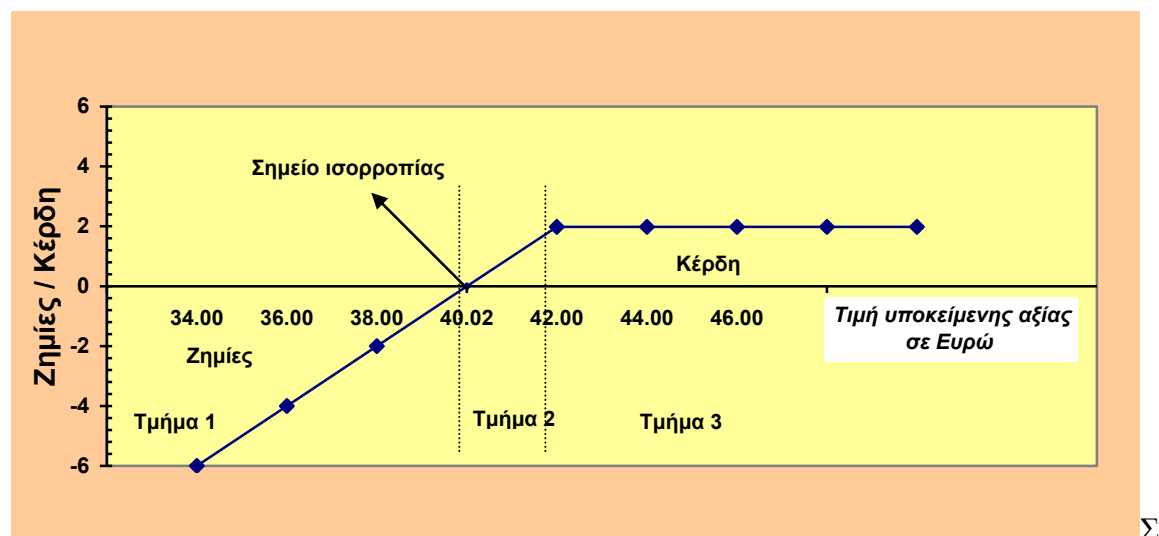 6
4
Σημείο ισορροπίας
2
Κέρδη
0
34.00 36.00 38.00 40.02 42.00 44.00 46.00
Τιμή υποκείμενης αξίας
σε Ευρώ
Ζημίες
-2
-4
Τμήμα 1 Τμήμα 2 Τμήμα 3
-6
Ζημίες / Κέρδη
Σ